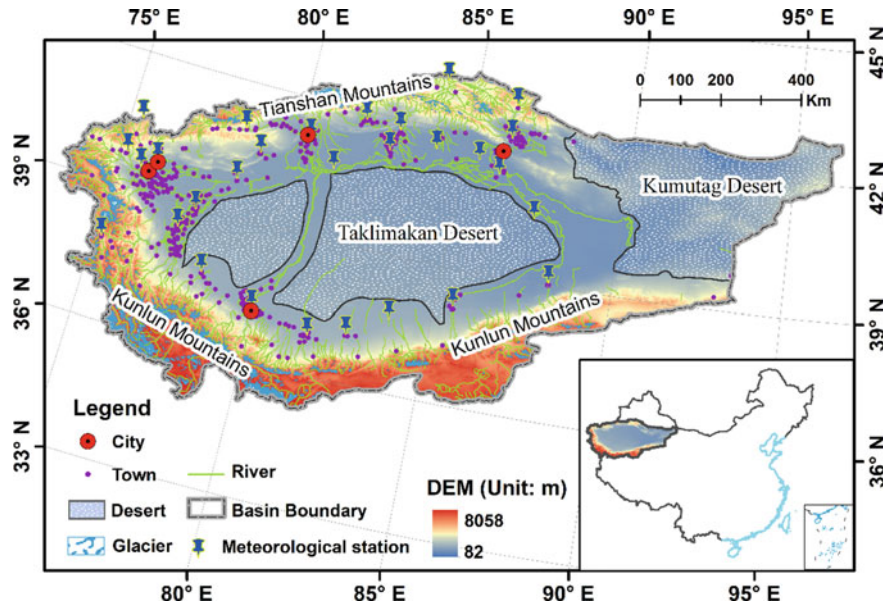 75° E
80° E
85° E
90° E
95° E
45° N
42° N
39° N
36° N
39° N
36° N
33° N
0 100 200 400
Km
Tianshan Mountains
Kumutag Desert
Taklimakan Desert
Kunlun Mountains
Kunlun Mountains
Legend
City
Town
River
Desert
Basin Boundary
Glacier
Meteorological station
DEM (Unit: m)
8058
82
80° E
85° E
90° E
95° E